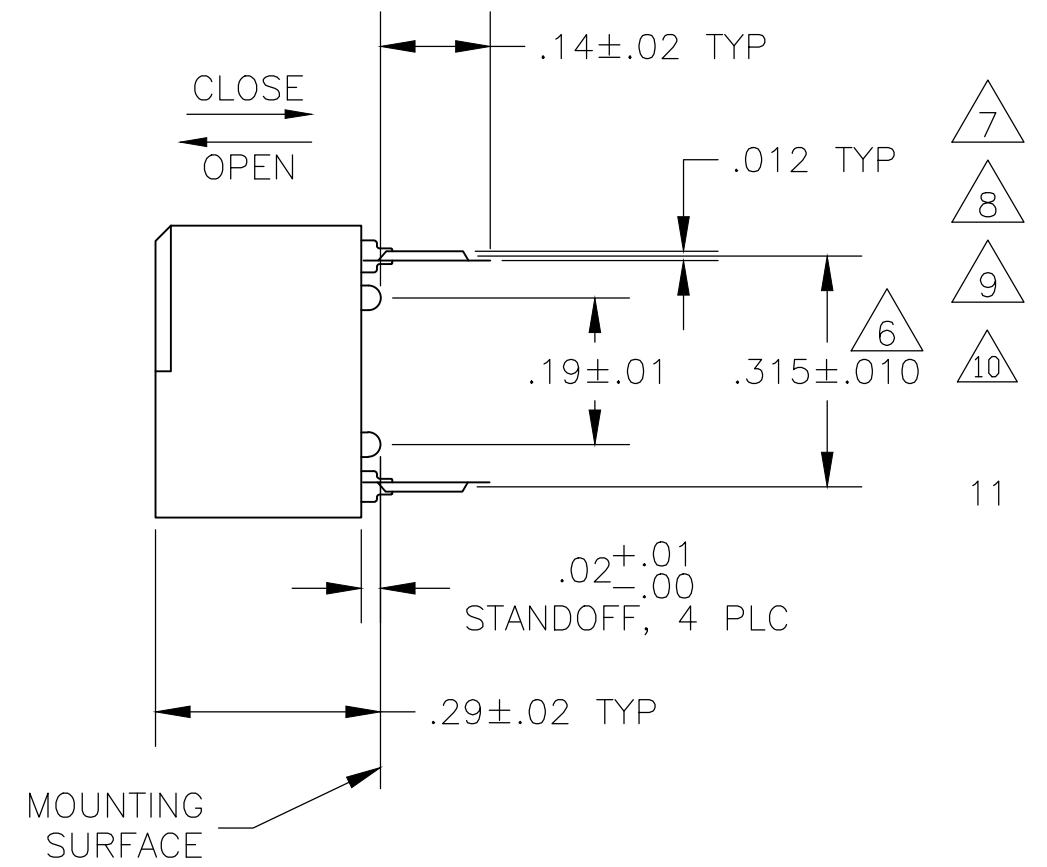 .14±.02 TYP
CLOSE
OPEN
.012 TYP
7
8
9
6
10
.19±.01
.315±.010
11
.02+.01
-.00
STANDOFF, 4 PLC
.29±.02 TYP
MOUNTING
SURFACE